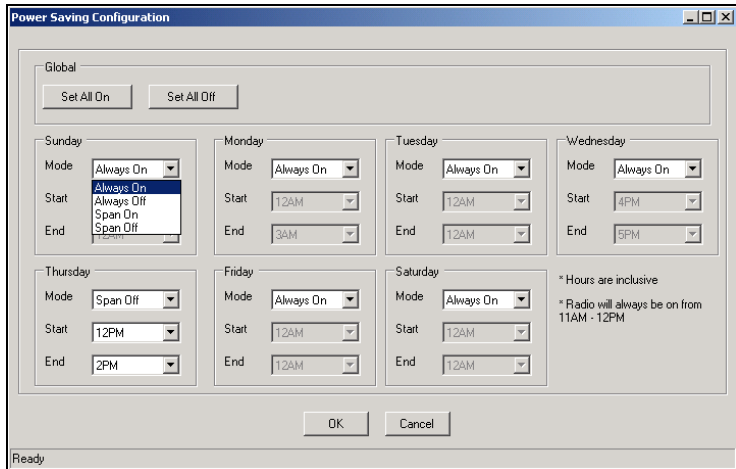 Power Saving Configuration
Global
Set All On Set All Off
Sunday
Mode Always On
Always On
Always Off
Span On
Span Off
Start
End 12AM
Monday
Mode Always On
Start 12AM
End 3AM
Tuesday
Mode Always On
Start 12AM
End 12AM
Wednesday
Mode Always On
Start 4PM
End 5PM
Thursday
Mode Span Off
Start 12PM
End 2PM
Friday
Mode Always On
Start 12AM
End 12AM
Saturday
Mode Always On
Start 12AM
End 12AM
* Hours are inclusive
* Radio will always be on from
11AM - 12PM
OK Cancel
Ready